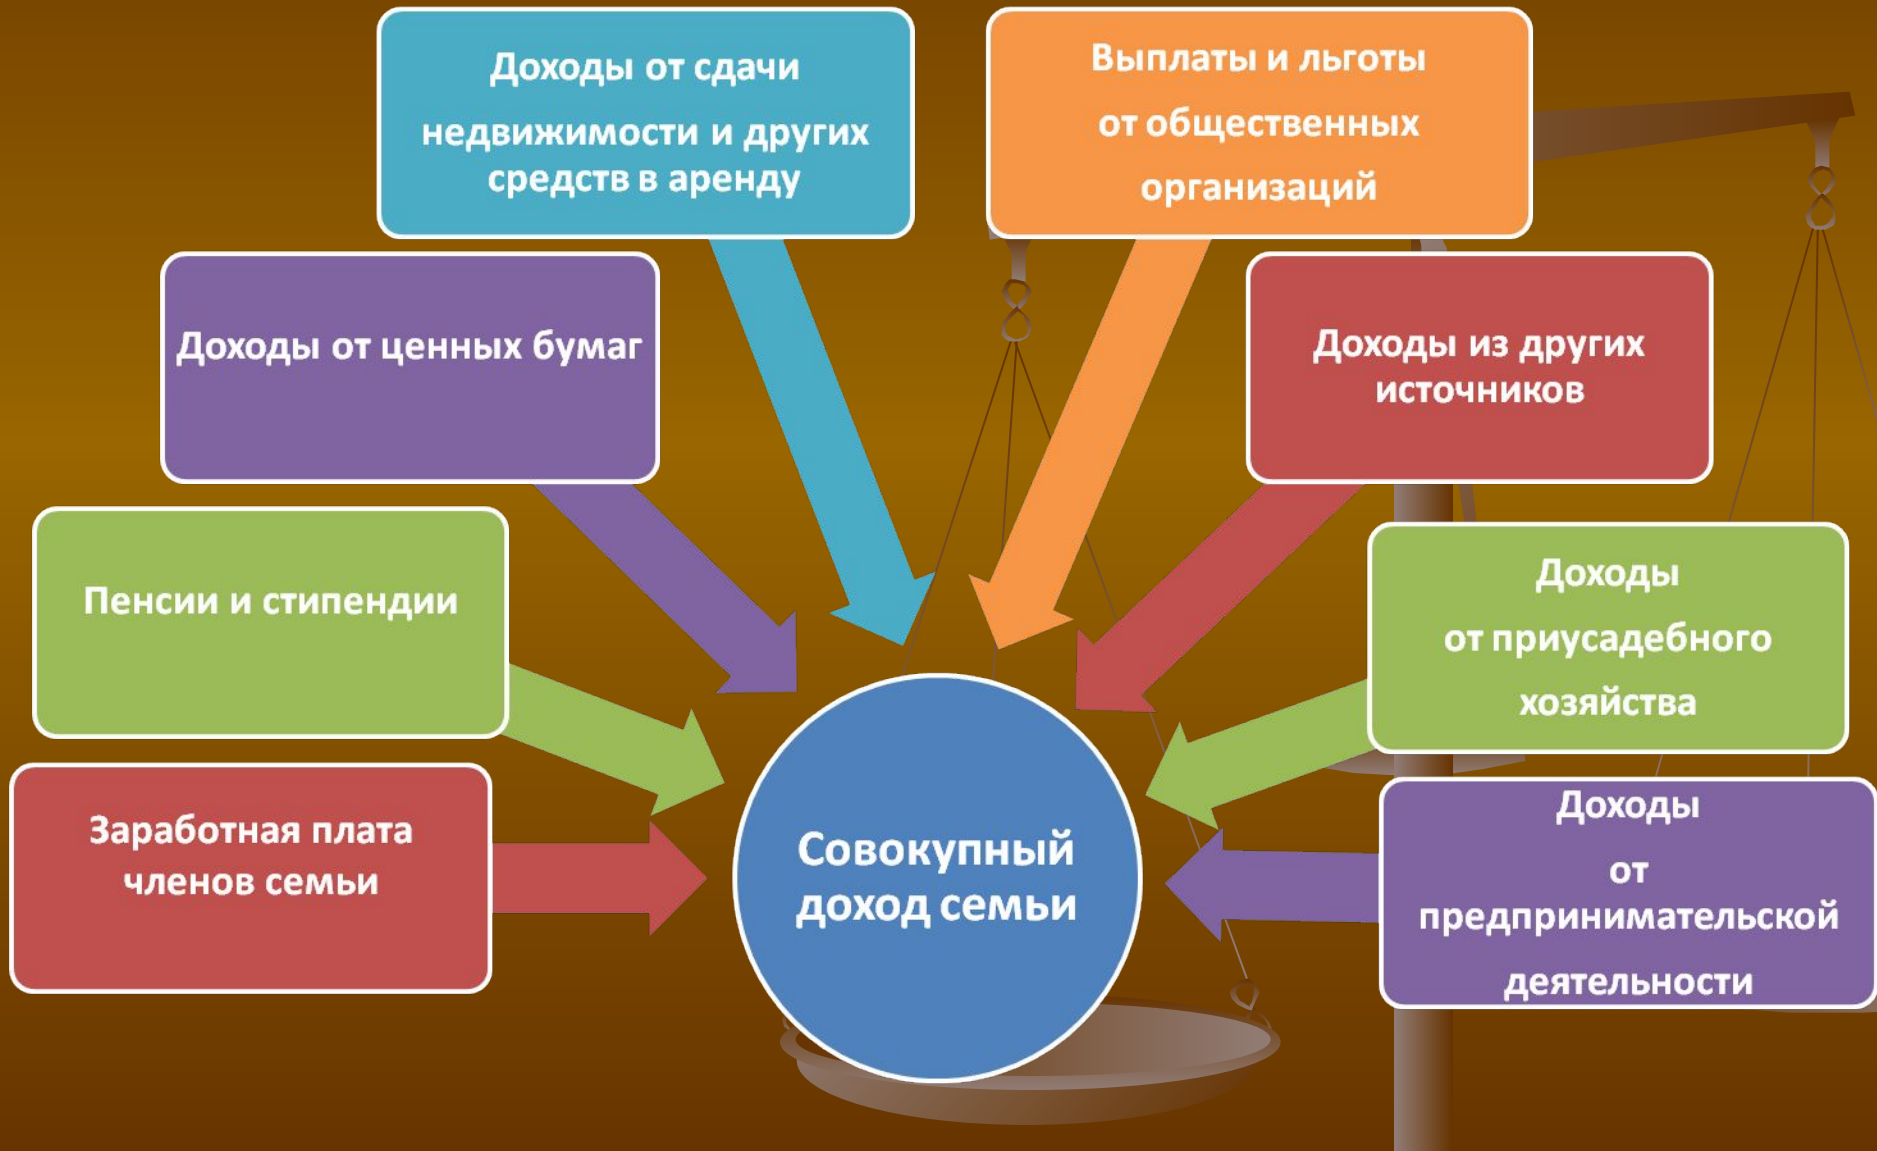 Доходы от сдачи
недвижимости и других
средств в аренду
Выплаты и льготы
от общественных
организаций
Доходы от ценных бумаг
Доходы из других
источников
Пенсии и стипендии
Доходы
от приусадебного
хозяйства
Заработная плата
членов семьи
Доходы
от
предпринимательской
деятельности
Совокупный
доход семьи